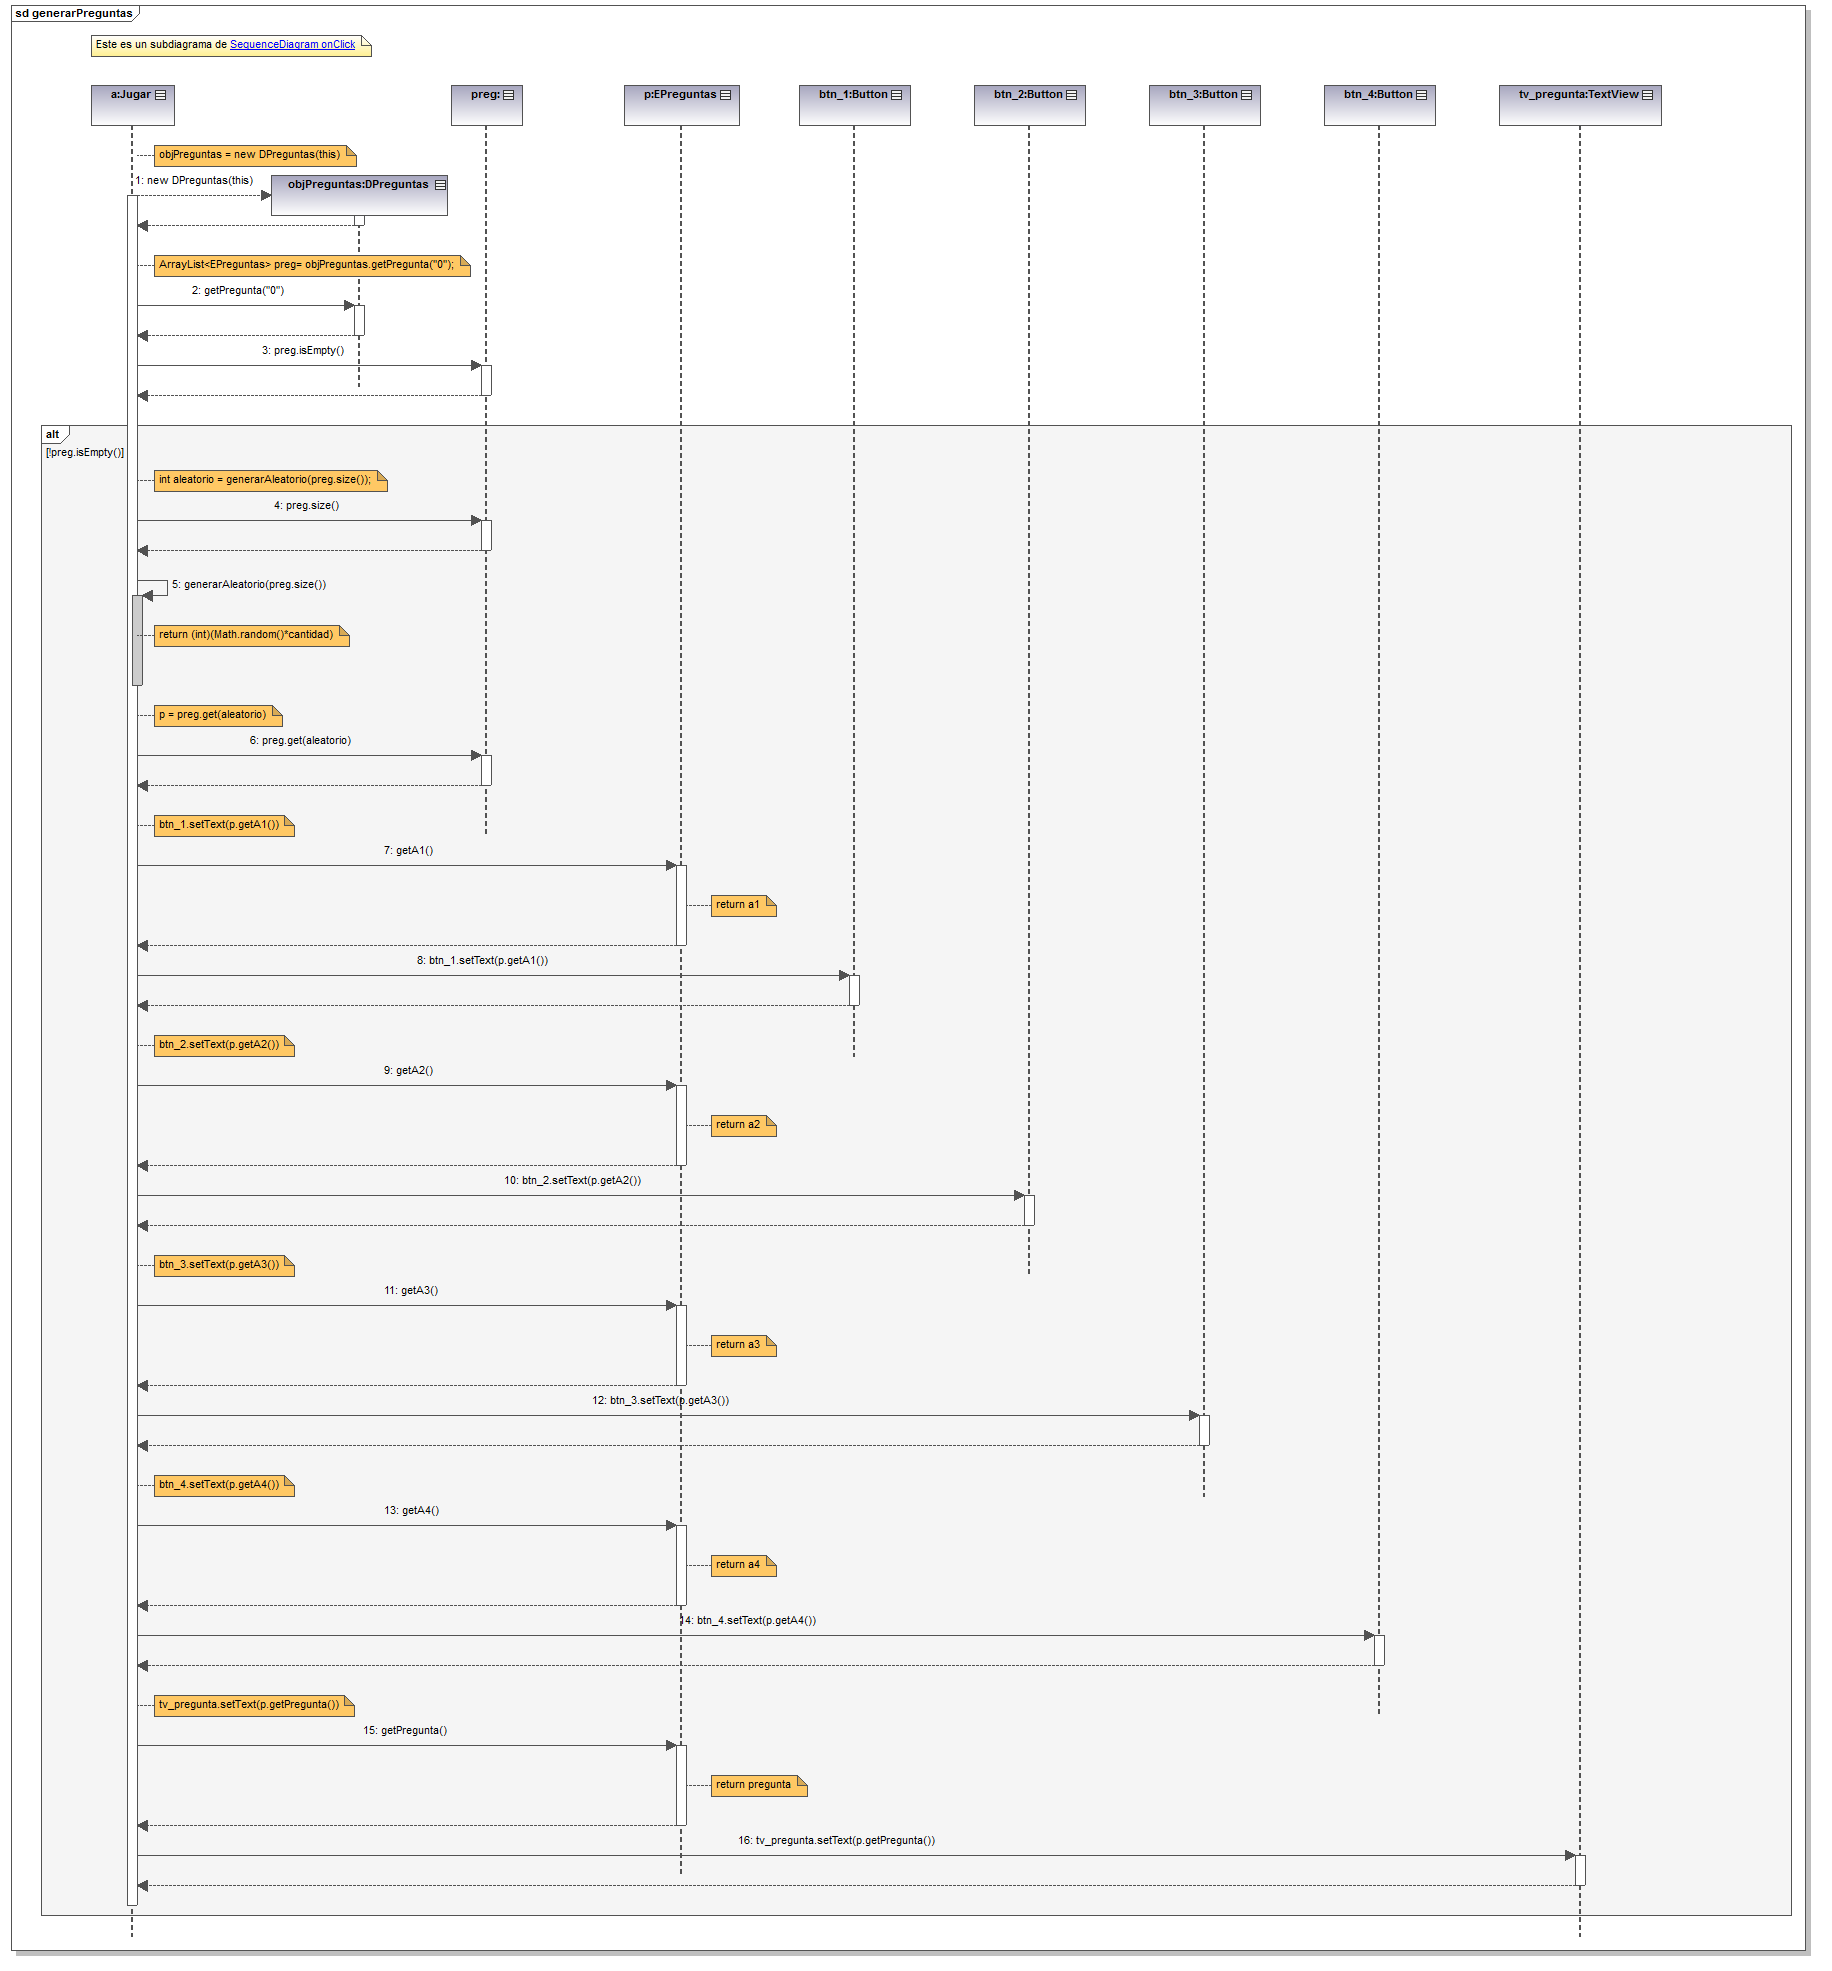 sd generarPreguntas
Este es un subdiagrama de SequenceDiagram onClick
a:Jugar
preg:
p:EPreguntas
btn_1:Button
btn_2:Button
btn_3:Button
btn_4:Button
tv_pregunta:TextView
objPreguntas = new DPreguntas(this)
1: new DPreguntas(this)
objPreguntas:DPreguntas
ArrayList<EPreguntas> preg= objPreguntas.getPregunta("0");
2: getPregunta("0")
3: preg.isEmpty()
alt
[!preg.isEmpty()]
int aleatorio = generarAleatorio(preg.size());
4: preg.size()
5: generarAleatorio(preg.size())
return (int)(Math.random()*cantidad)
p = preg.get(aleatorio)
6: preg.get(aleatorio)
btn_1.setText(p.getA1())
7: getA1()
return a1
8: btn_1.setText(p.getA1())
btn_2.setText(p.getA2())
9: getA2()
return a2
10: btn_2.setText(p.getA2())
btn_3.setText(p.getA3())
11: getA3()
return a3
12: btn_3.setText(p.getA3())
btn_4.setText(p.getA4())
13: getA4()
return a4
14: btn_4.setText(p.getA4())
tv_pregunta.setText(p.getPregunta())
15: getPregunta()
return pregunta
16: tv_pregunta.setText(p.getPregunta())